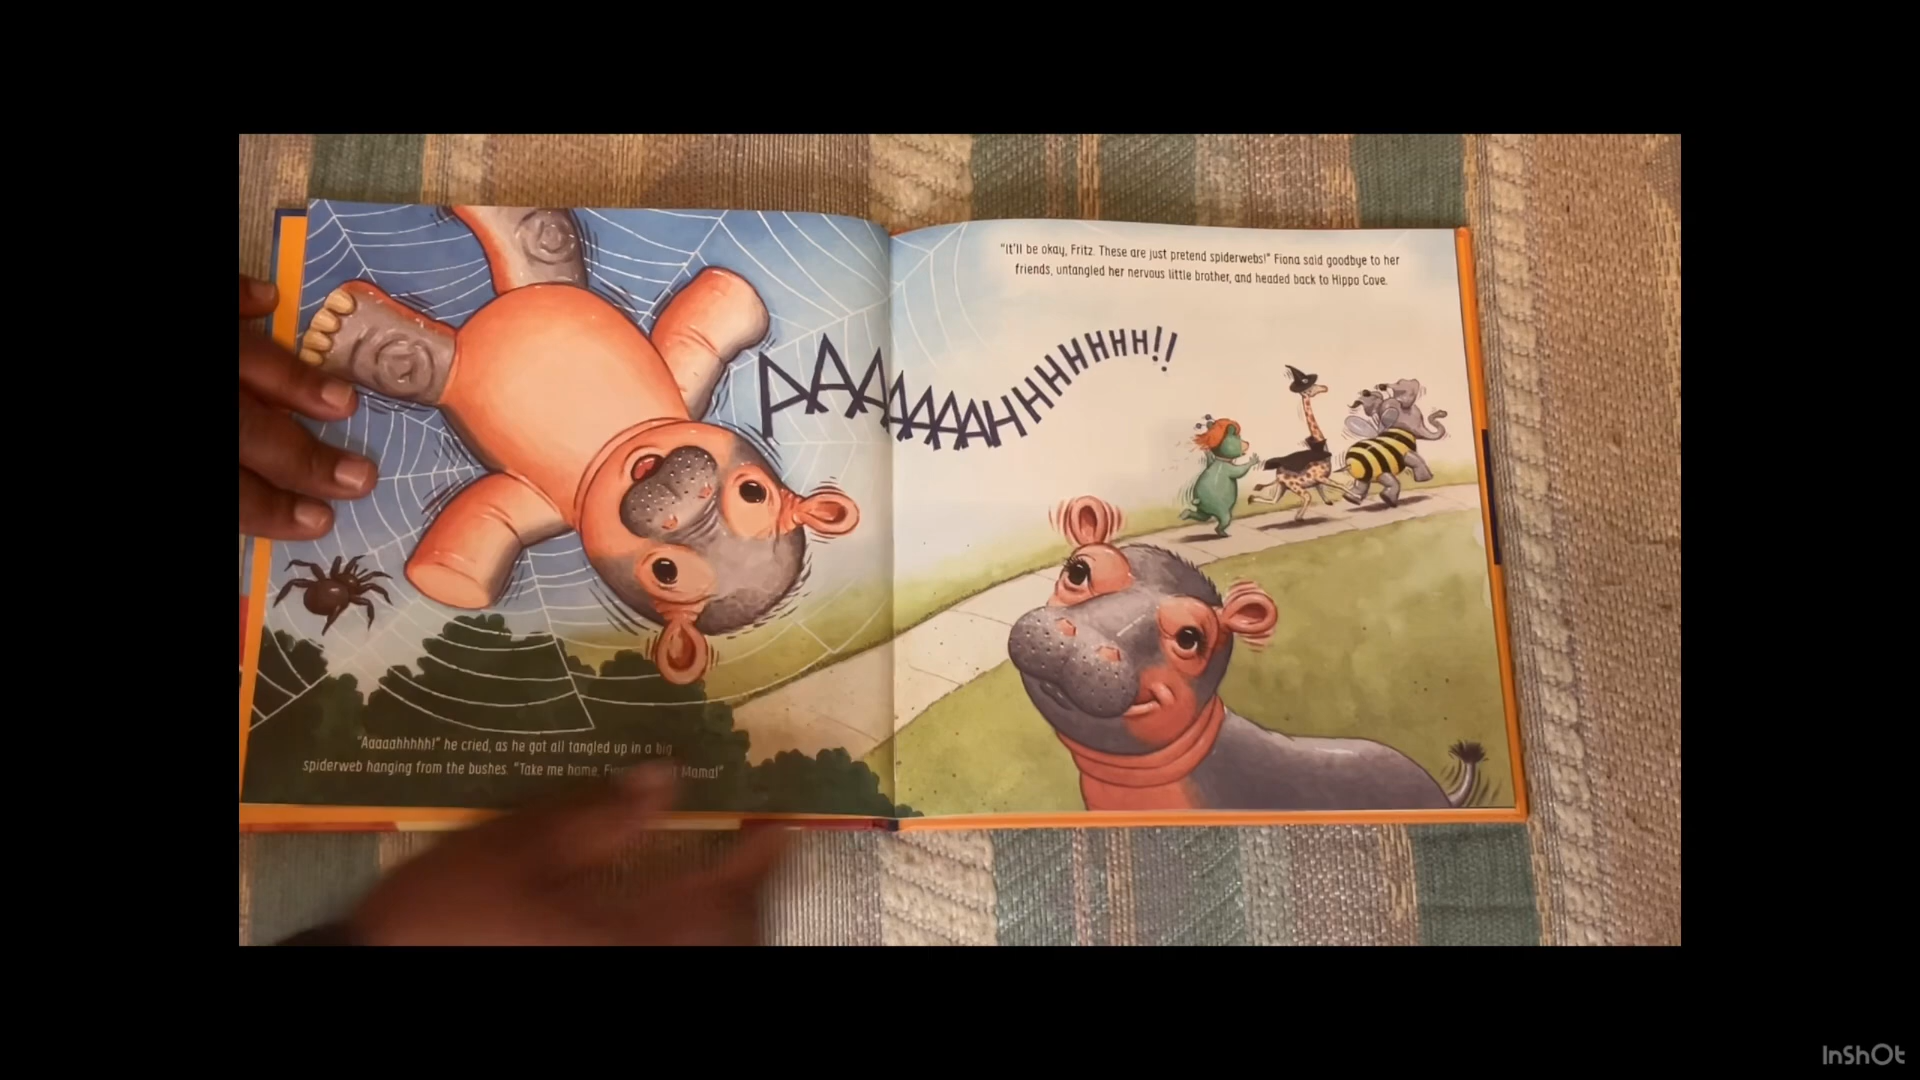 "Aaaaahhhhh!" he cried, as he got all tangled up in a big
spiderweb hanging from the bushes. "Take me home, Mama!"
AAAAAAAAHHHHHHHHH!!
"It'll be okay, Fritz. These are just pretend spiderwebs!" Fiona said goodbye to her
friends, untangled her nervous little brother, and headed back to Hippo Cove.
InShOt